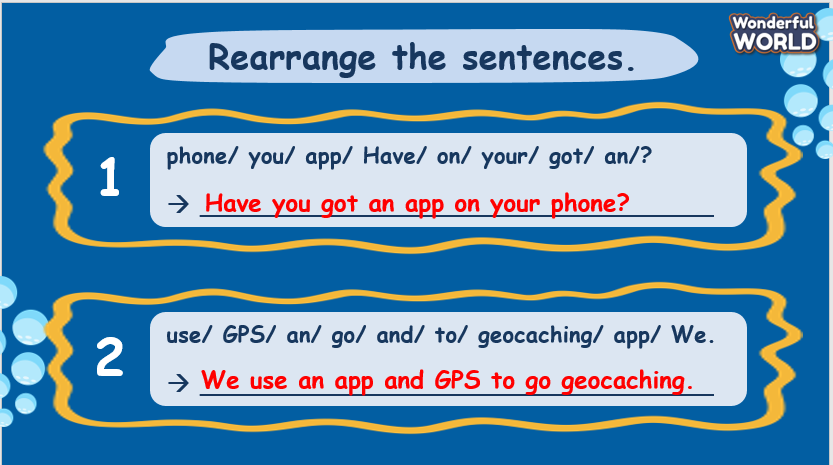 Wonderful
WORLD
Rearrange the sentences.
1
phone/ you/ app/ Have/ on/ your/ got/ an/?
→ Have you got an app on your phone?
2
use/ GPS/ an/ go/ and/ to/ geocaching/ app/ We.
→ We use an app and GPS to go geocaching.